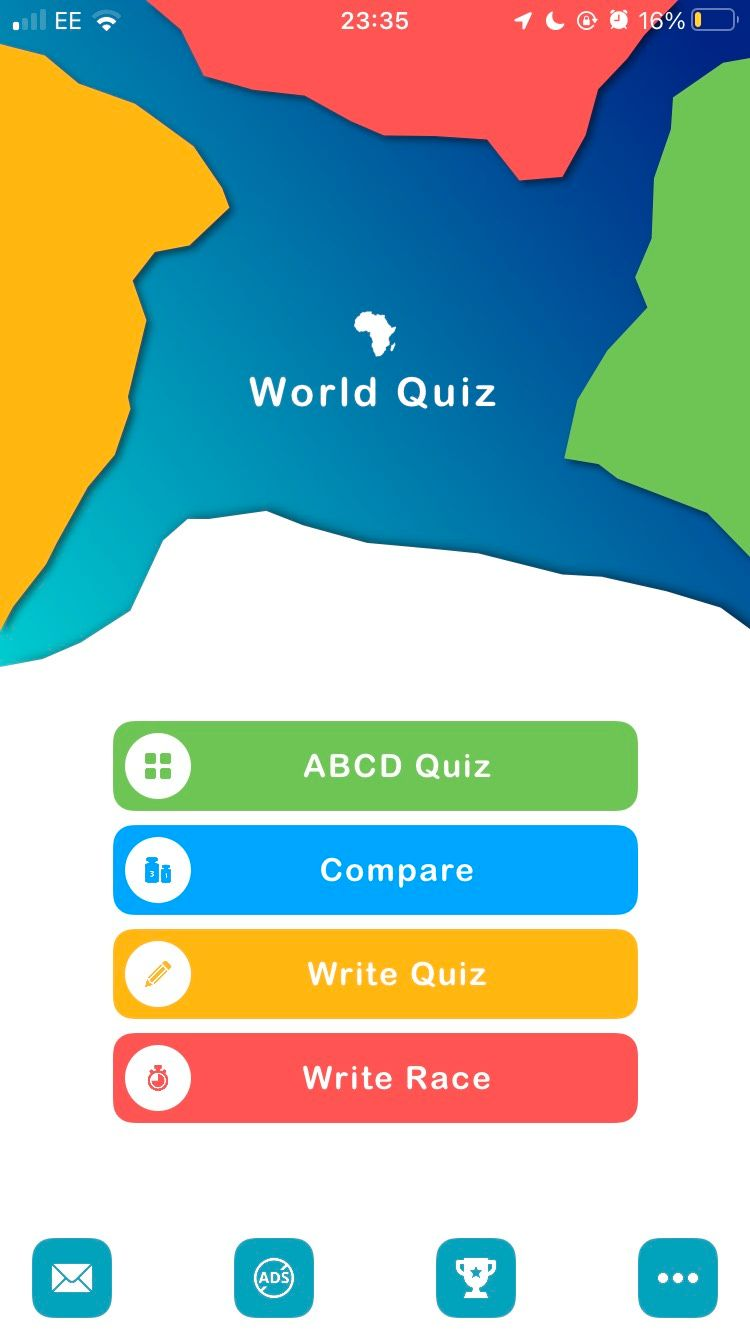 EE 23:35 16%
World Quiz
ABCD Quiz
Compare
Write Quiz
Write Race
ADS